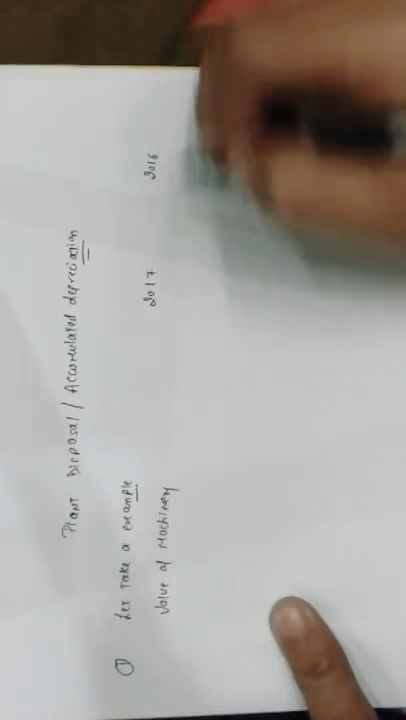 Plant Disposal / Accumulated depreciation
① Let Take a example
2017 2016
Value of Machinery